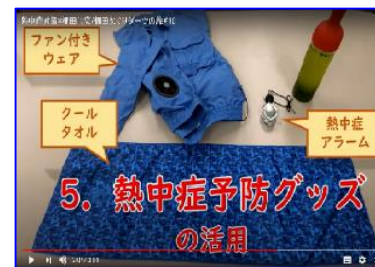 ファン付き
ウェア
クール
タオル
熱中症
アラーム
5. 熱中症予防グッズ
の活用